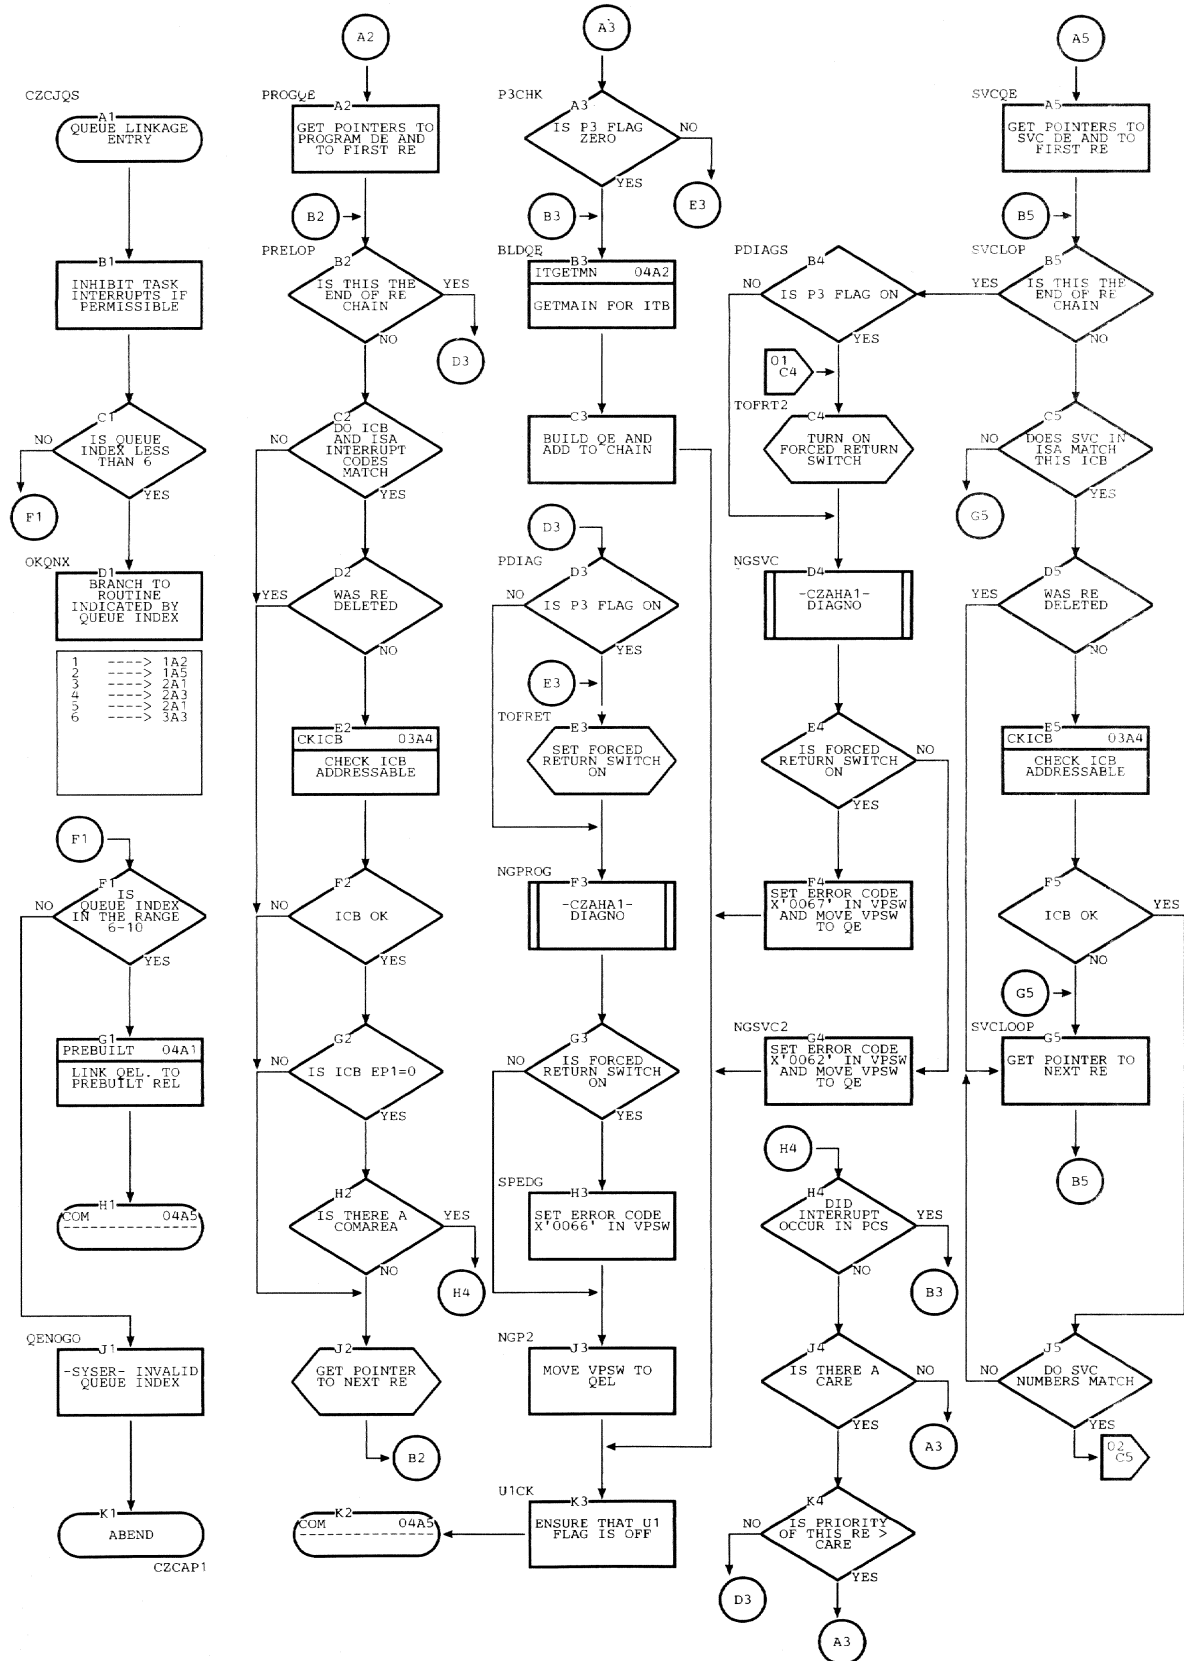 CZCJQS
A1
QUEUE LINKAGE
ENTRY
B1
INHIBIT TASK
INTERRUPTS IF
PERMISSIBLE
C1
IS QUEUE
INDEX LESS
THAN 6
NO
YES
F1
OKQNX
D1
BRANCH TO
ROUTINE
INDICATED BY
QUEUE INDEX
1 ----> 1A2
2 ----> 1A5
3 ----> 2A1
4 ----> 2A3
5 ----> 2A1
6 ----> 3A3
F1
F1
IS
QUEUE INDEX
IN THE RANGE
6-10
NO
YES
G1
PREBUILT 04A1
LINK QEL. TO
PREBUILT REL
H1
COM 04A5
--------------
QENOGO
J1
-SYSER- INVALID
QUEUE INDEX
K1
ABEND
CZCAP1
A2
PROGQE
A2
GET POINTERS TO
PROGRAM DE AND
TO FIRST RE
B2
PRELOP
B2
IS THIS THE
END OF RE
CHAIN
YES
NO
D3
C2
DO ICB
AND ISA
INTERRUPT
CODES
MATCH
NO
YES
D2
WAS RE
DELETED
YES
NO
E2
CKICB 03A4
CHECK ICB
ADDRESSABLE
F2
ICB OK
NO
YES
G2
IS ICB EP1=0
NO
YES
H2
IS THERE A
COMAREA
YES
NO
H4
J2
GET POINTER
TO NEXT RE
B2
K2
COM 04A5
--------------
A3
P3CHK
A3
IS P3 FLAG
ZERO
NO
YES
E3
B3
BLDQE
B3
ITGETMN 04A2
GETMAIN FOR ITB
C3
BUILD QE AND
ADD TO CHAIN
D3
PDIAG
D3
IS P3 FLAG ON
NO
YES
E3
TOFRET
E3
SET FORCED
RETURN SWITCH
ON
NGPROG
F3
-CZAHA1-
DIAGNO
G3
IS FORCED
RETURN SWITCH
ON
NO
YES
SPEDG
H3
SET ERROR CODE
X'0066' IN VPSW
NGP2
J3
MOVE VPSW TO
QEL
U1CK
K3
ENSURE THAT U1
FLAG IS OFF
PDIAGS
B4
IS P3 FLAG ON
NO
YES
01
C4
TOFRT2
C4
TURN ON
FORCED RETURN
SWITCH
NGSVC
D4
-CZAHA1-
DIAGNO
E4
IS FORCED
RETURN SWITCH
ON
NO
YES
F4
SET ERROR CODE
X'0067' IN VPSW
AND MOVE VPSW
TO QE
NGSVC2
G4
SET ERROR CODE
X'0062' IN VPSW
AND MOVE VPSW
TO QE
H4
H4
DID
INTERRUPT
OCCUR IN PCS
YES
NO
B3
J4
IS THERE A
CARE
NO
YES
A3
K4
IS PRIORITY
OF THIS RE >
CARE
NO
YES
D3
A3
A5
SVCQE
A5
GET POINTERS TO
SVC DE AND TO
FIRST RE
B5
SVCLOP
B5
IS THIS THE
END OF RE
CHAIN
YES
NO
C5
DOES SVC IN
ISA MATCH
THIS ICB
NO
YES
G5
D5
WAS RE
DELETED
YES
NO
E5
CKICB 03A4
CHECK ICB
ADDRESSABLE
F5
ICB OK
YES
NO
G5
SVCLOOP
G5
GET POINTER TO
NEXT RE
B5
J5
DO SVC
NUMBERS MATCH
NO
YES
02
C5